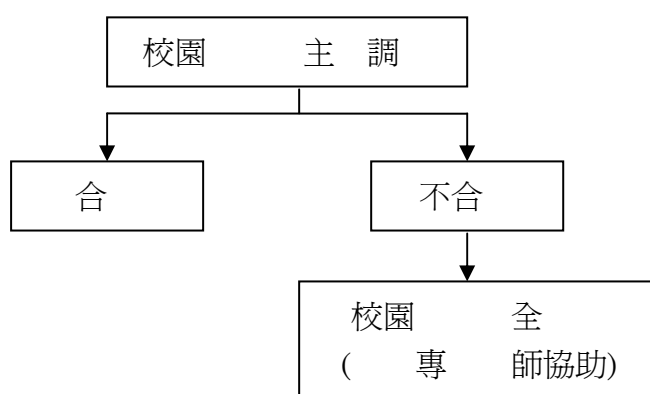 校園 主 調
合
不合
校園 全
( 專 師協助)